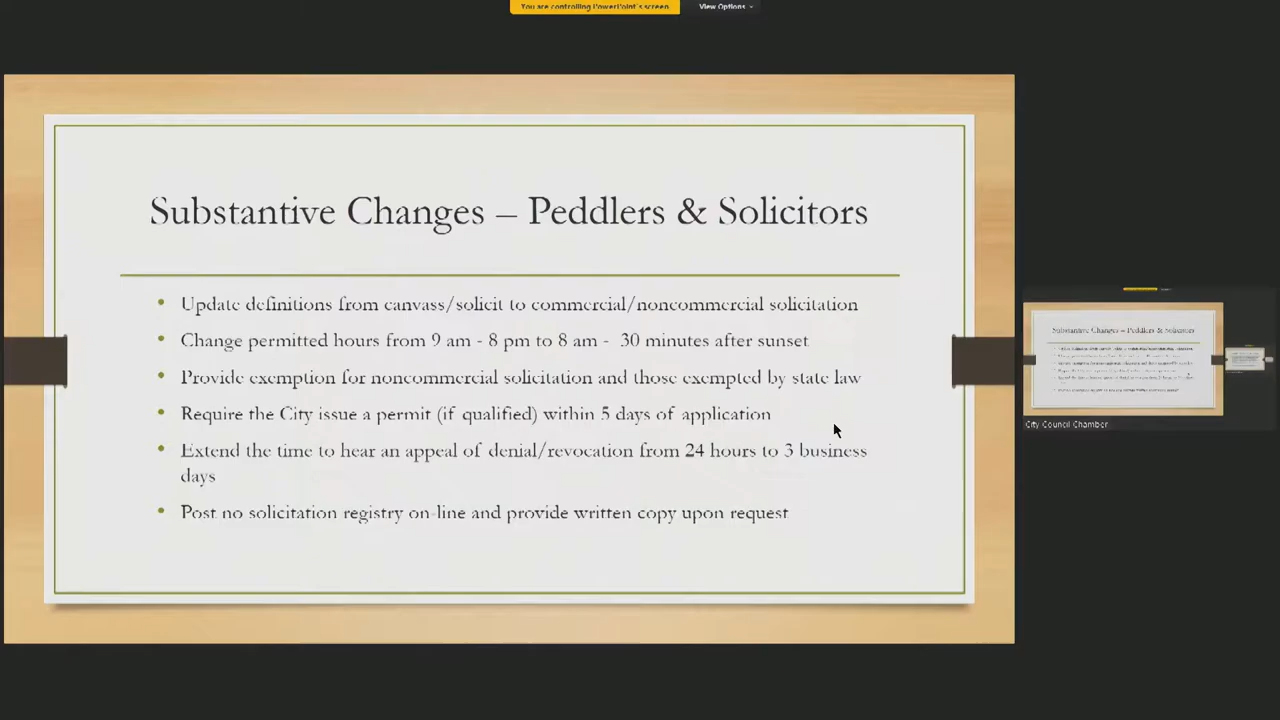 You are controlling PowerPoint's screen
View Options
Substantive Changes – Peddlers & Solicitors
• Update definitions from canvass/solicit to commercial/noncommercial solicitation
• Change permitted hours from 9 am - 8 pm to 8 am - 30 minutes after sunset
• Provide exemption for noncommercial solicitation and those exempted by state law
• Require the City issue a permit (if qualified) within 5 days of application
• Extend the time to hear an appeal of denial/revocation from 24 hours to 3 business
days
• Post no solicitation registry on-line and provide written copy upon request
Substantive Changes – Peddlers & Solicitors
City Council Chamber